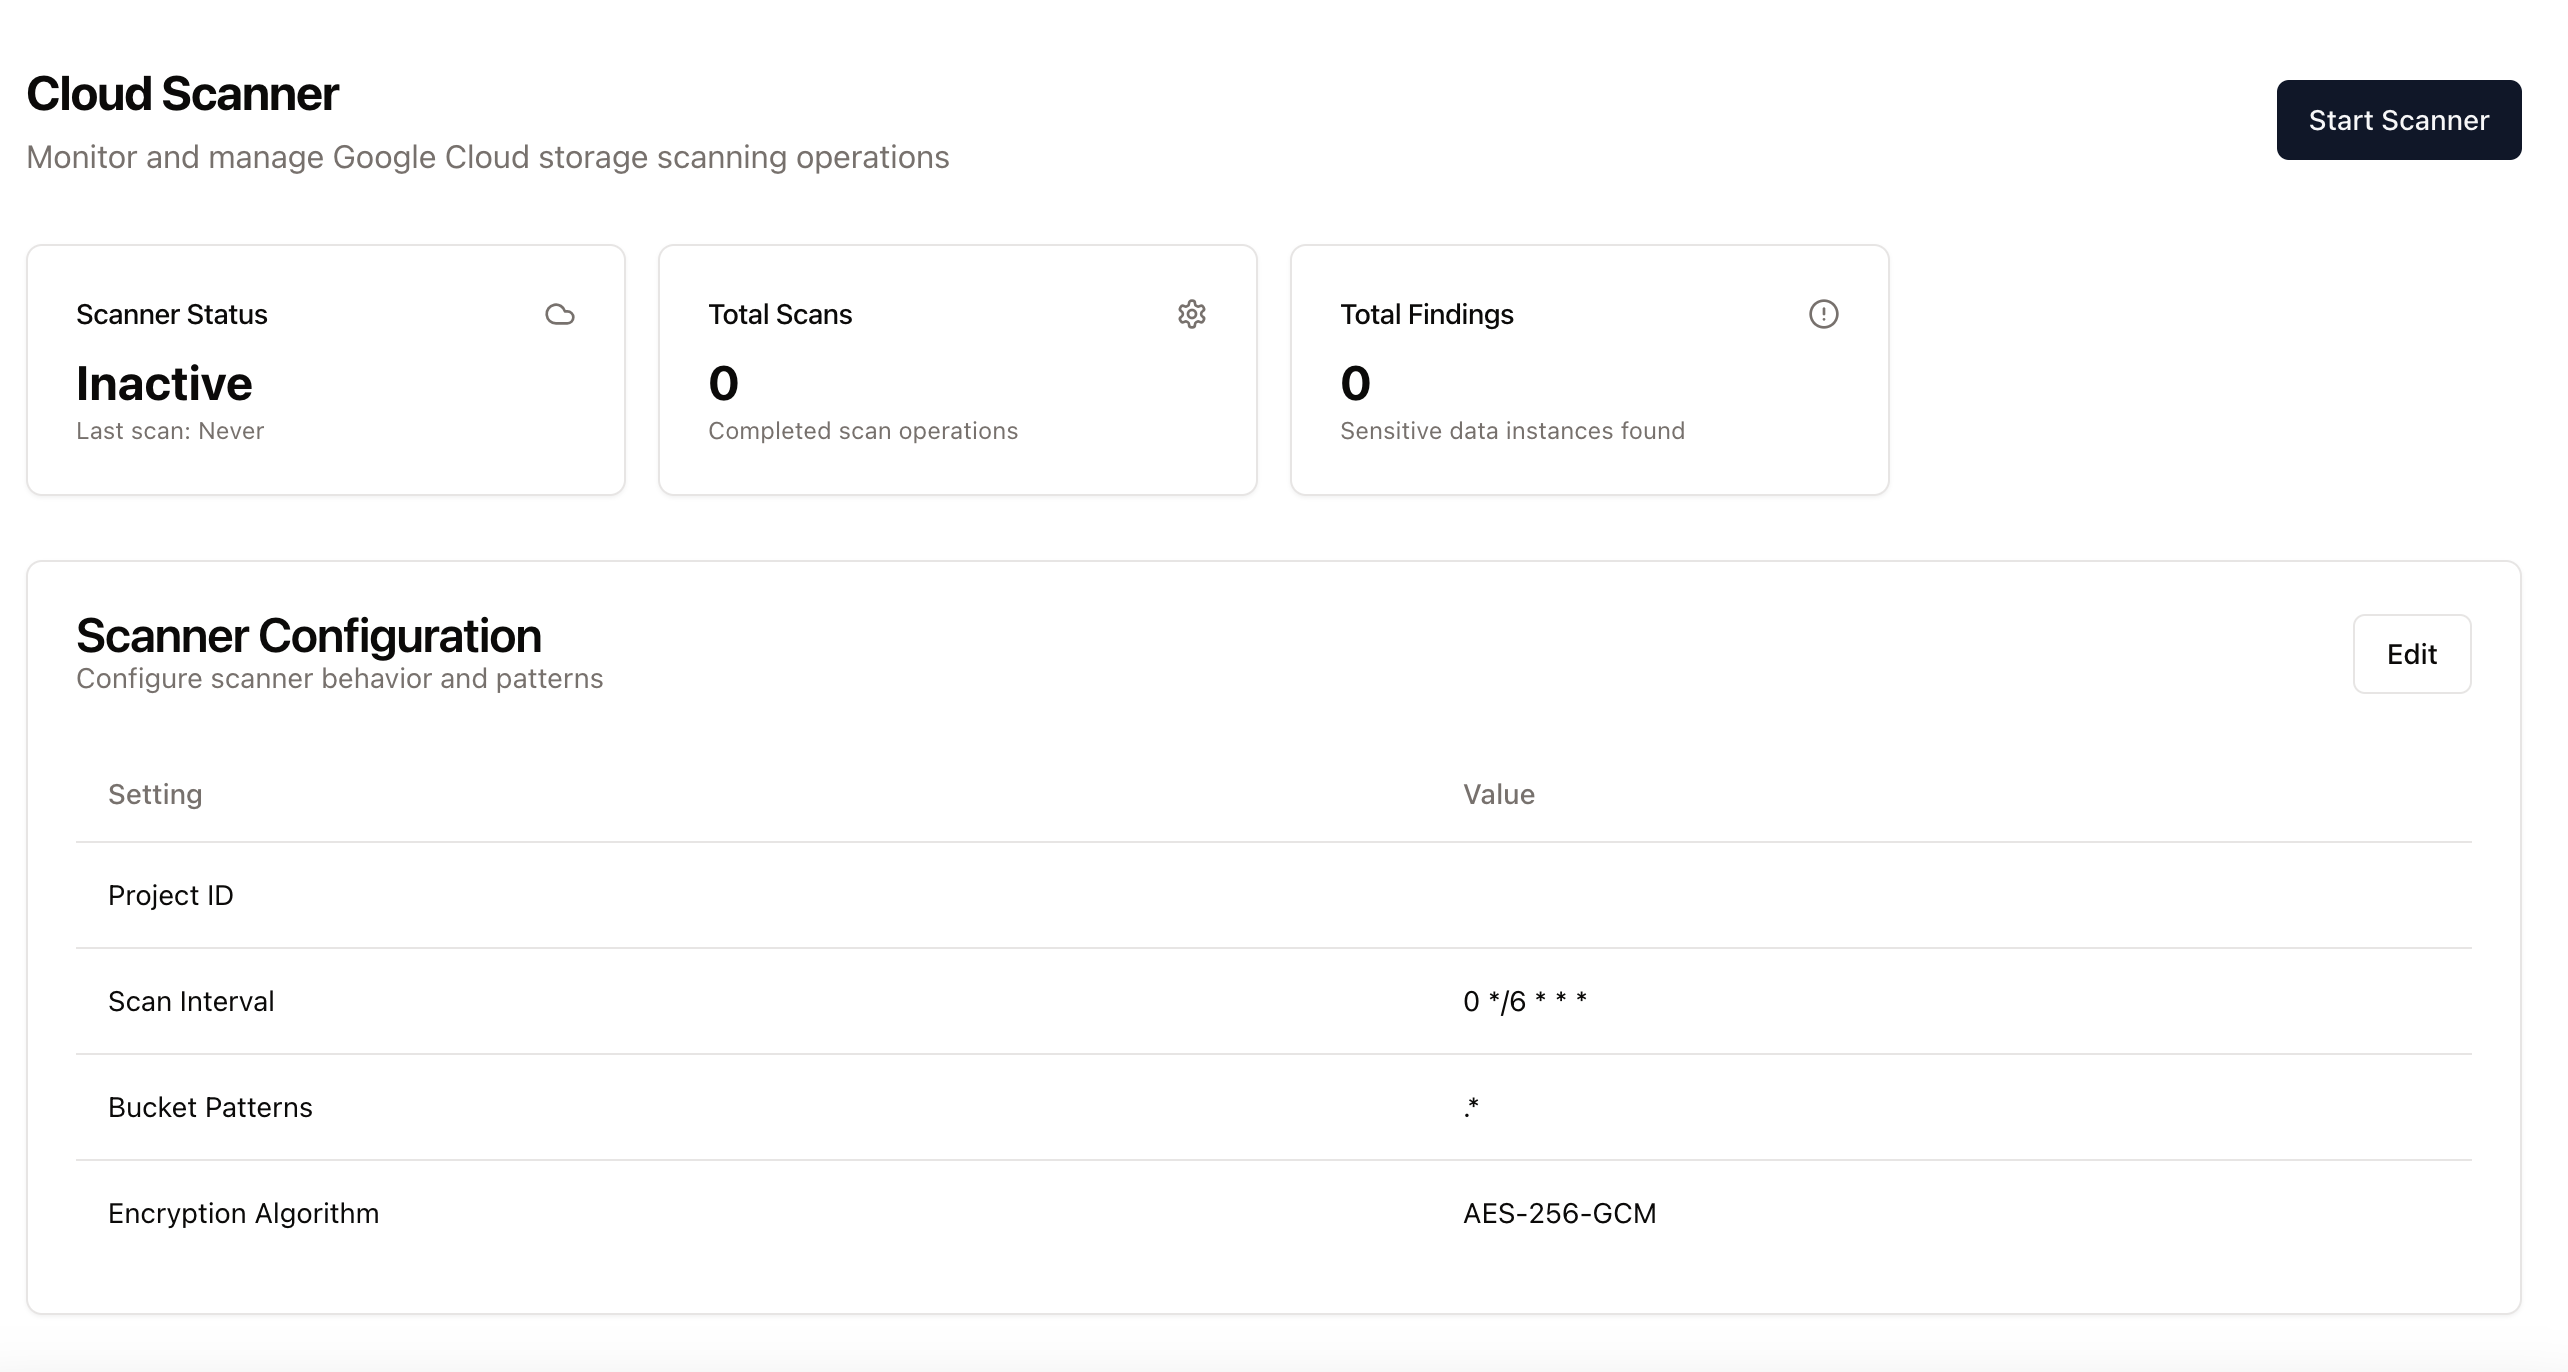 Cloud Scanner
Monitor and manage Google Cloud storage scanning operations
Start Scanner
Scanner Status
Inactive
Last scan: Never
Total Scans
0
Completed scan operations
Total Findings
0
Sensitive data instances found
Scanner Configuration
Configure scanner behavior and patterns
Edit
Setting Value
Project ID
Scan Interval 0 */6 * * *
Bucket Patterns .*
Encryption Algorithm AES-256-GCM